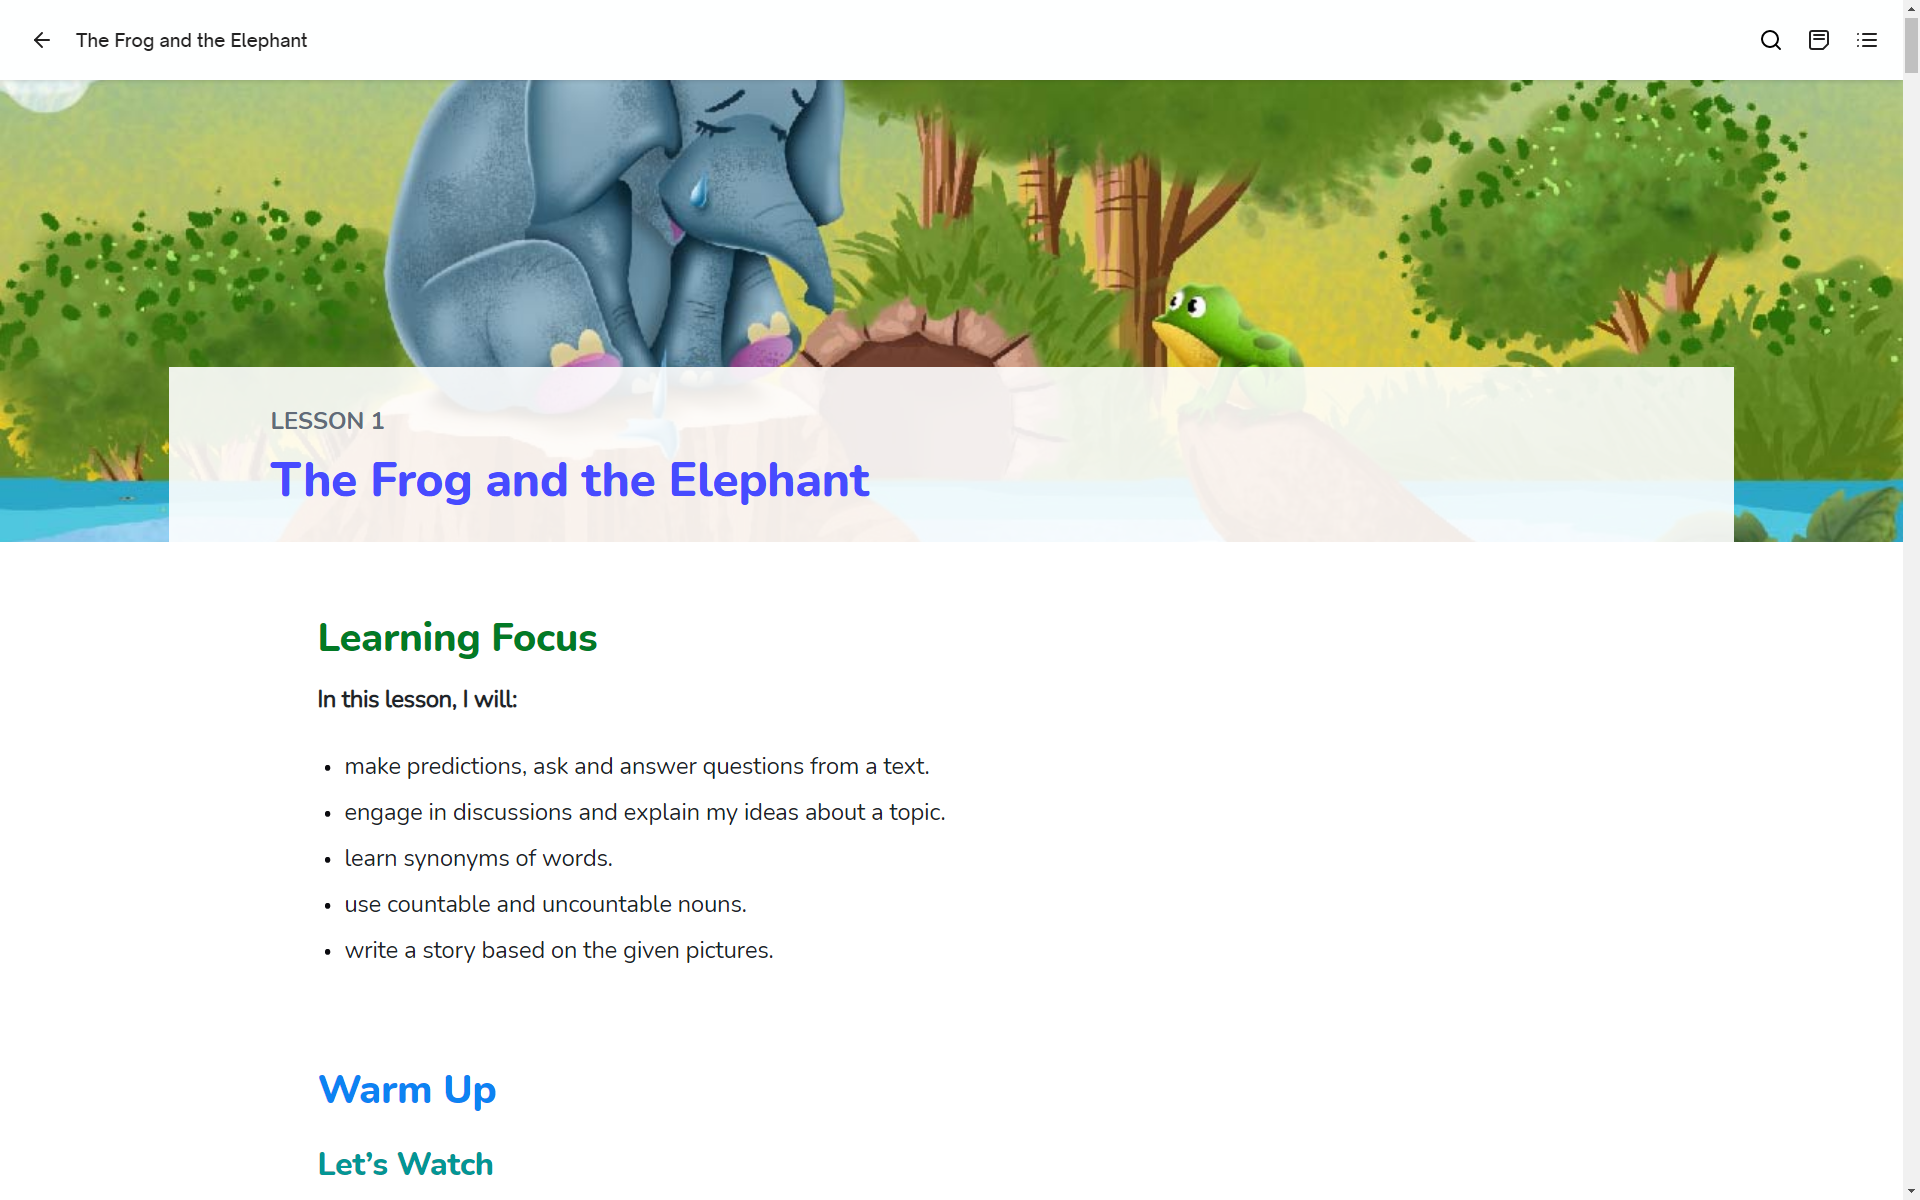 The Frog and the Elephant
LESSON 1
The Frog and the Elephant
Learning Focus
In this lesson, I will:
• make predictions, ask and answer questions from a text.
• engage in discussions and explain my ideas about a topic.
• learn synonyms of words.
• use countable and uncountable nouns.
• write a story based on the given pictures.
Warm Up
Let’s Watch